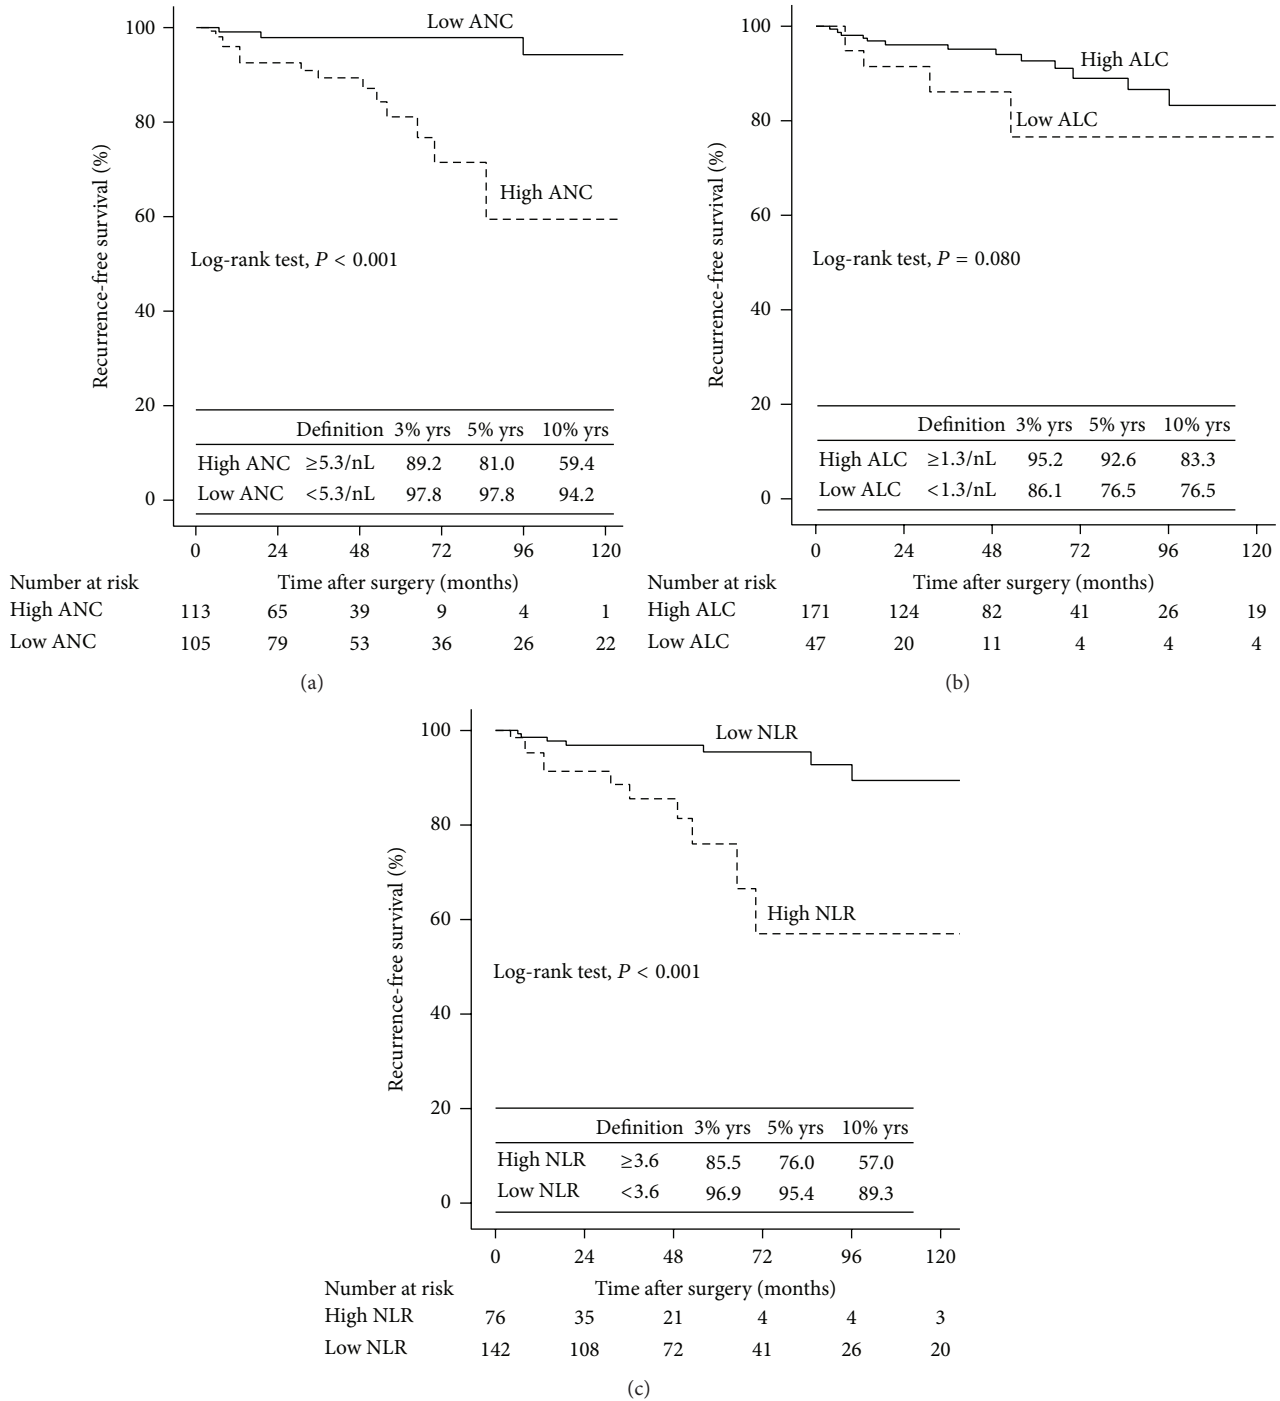 100
80
60
40
20
0
Recurrence-free survival (%)
Low ANC
High ANC
Log-rank test, P < 0.001
Definition 3% yrs 5% yrs 10% yrs
High ANC ≥5.3/nL 89.2 81.0 59.4
Low ANC <5.3/nL 97.8 97.8 94.2
0 24 48 72 96 120
Number at risk Time after surgery (months)
High ANC 113 65 39 9 4 1
Low ANC 105 79 53 36 26 22
(a)
100
80
60
40
20
0
Recurrence-free survival (%)
High ALC
Low ALC
Log-rank test, P = 0.080
Definition 3% yrs 5% yrs 10% yrs
High ALC ≥1.3/nL 95.2 92.6 83.3
Low ALC <1.3/nL 86.1 76.5 76.5
0 24 48 72 96 120
Number at risk Time after surgery (months)
High ALC 171 124 82 41 26 19
Low ALC 47 20 11 4 4 4
(b)
100
80
60
40
20
0
Recurrence-free survival (%)
Low NLR
High NLR
Log-rank test, P < 0.001
Definition 3% yrs 5% yrs 10% yrs
High NLR ≥3.6 85.5 76.0 57.0
Low NLR <3.6 96.9 95.4 89.3
0 24 48 72 96 120
Number at risk Time after surgery (months)
High NLR 76 35 21 4 4 3
Low NLR 142 108 72 41 26 20
(c)